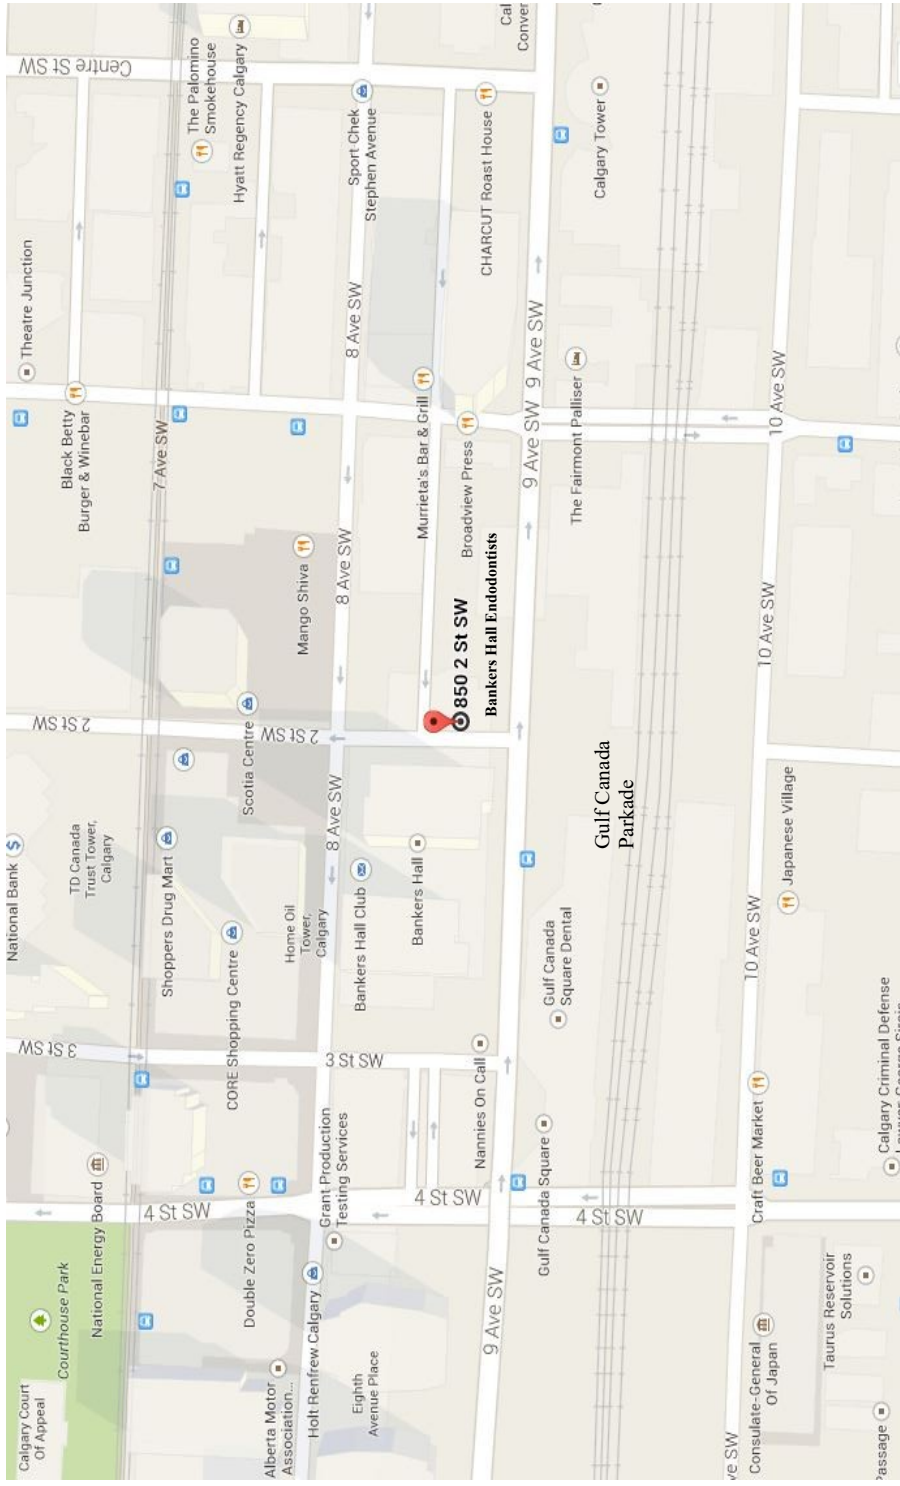 Calgary Court
Of Appeal
Courthouse Park
National Energy Board
3 St SW
National Bank
TD Canada
Trust Tower,
Calgary
2 St SW
Theatre Junction
Black Betty
Burger & Winebar
Centre St SW
4 St SW
Shoppers Drug Mart
7 Ave SW
The Palomino
Smokehouse
Hyatt Regency Calgary
Double Zero Pizza
CORE Shopping Centre
Scotia Centre
2 St SW
Mango Shiva
Alberta Motor
Association...
Holt Renfrew Calgary
Grant Production
Testing Services
3 St SW
Home Oil
Tower,
Calgary
8 Ave SW
8 Ave SW
8 Ave SW
Sport Chek
Stephen Avenue
Eighth
Avenue Place
Bankers Hall Club
Bankers Hall
Murrieta's Bar & Grill
4 St SW
Nannies On Call
850 2 St SW
Bankers Hall Endodontists
Broadview Press
CHARCUT Roast House
Cal
Conver
9 Ave SW
9 Ave SW
9 Ave SW
Gulf Canada Square
Gulf Canada
Square Dental
The Fairmont Palliser
Calgary Tower
4 St SW
Gulf Canada
Parkade
ve SW
Consulate-General
Of Japan
Craft Beer Market
10 Ave SW
Japanese Village
10 Ave SW
10 Ave SW
Taurus Reservoir
Solutions
Passage
Calgary Criminal Defense